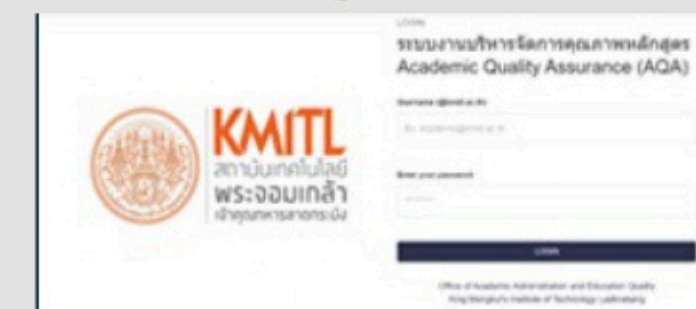 LOGIN
ระบบงานบริหารจัดการคุณภาพหลักสูตร
Academic Quality Assurance (AQA)
KMITL
สถาบันเทคโนโลยี
พระจอมเกล้า
เจ้าคุณทหารลาดกระบัง
Enter your password
LOGIN
Office of Academic Administration and Education Quality
King Mongkut's Institute of Technology Ladkrabang